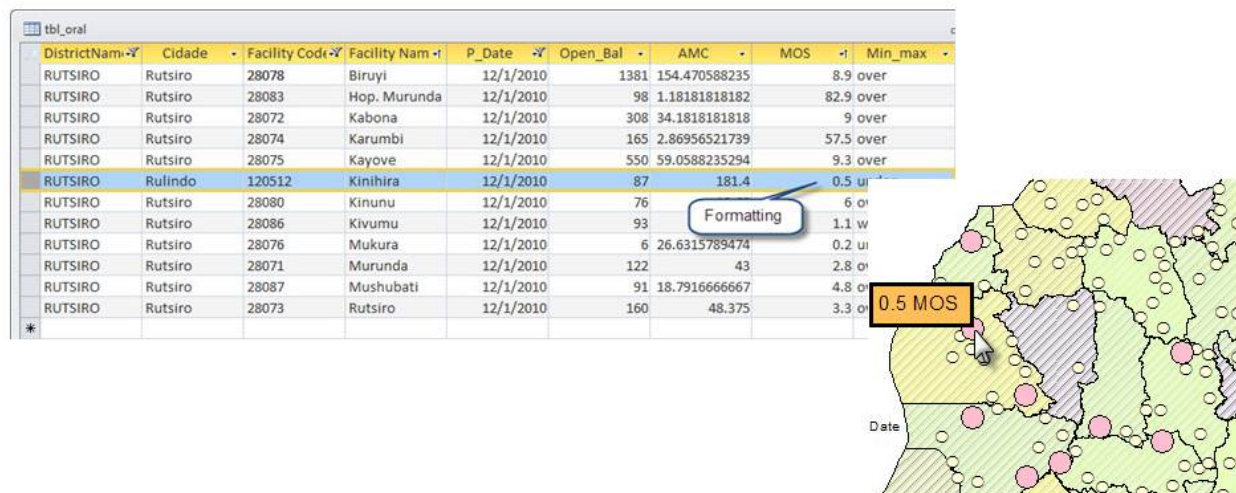 tbl_oral
DistrictNam Cidade Facility Code Facility Nam P_Date Open_Bal AMC MOS Min_max
RUTSIRO Rutsiro 28078 Biruyi 12/1/2010 1381 154.470588235 8.9 over
RUTSIRO Rutsiro 28083 Hop. Murunda 12/1/2010 98 1.18181818182 82.9 over
RUTSIRO Rutsiro 28072 Kabona 12/1/2010 308 34.1818181818 9 over
RUTSIRO Rutsiro 28074 Karumbi 12/1/2010 165 2.86956521739 57.5 over
RUTSIRO Rutsiro 28075 Kayove 12/1/2010 550 59.0588235294 9.3 over
RUTSIRO Rulindo 120512 Kinihira 12/1/2010 87 181.4 0.5
RUTSIRO Rutsiro 28080 Kinunu 12/1/2010 76 6
RUTSIRO Rutsiro 28086 Kivumu 12/1/2010 93 1.1
RUTSIRO Rutsiro 28076 Mukura 12/1/2010 6 26.6315789474 0.2
RUTSIRO Rutsiro 28071 Murunda 12/1/2010 122 43 2.8
RUTSIRO Rutsiro 28087 Mushubati 12/1/2010 91 18.7916666667 4.8
RUTSIRO Rutsiro 28073 Rutsiro 12/1/2010 160 48.375 3.3
Formatting
0.5 MOS
Date